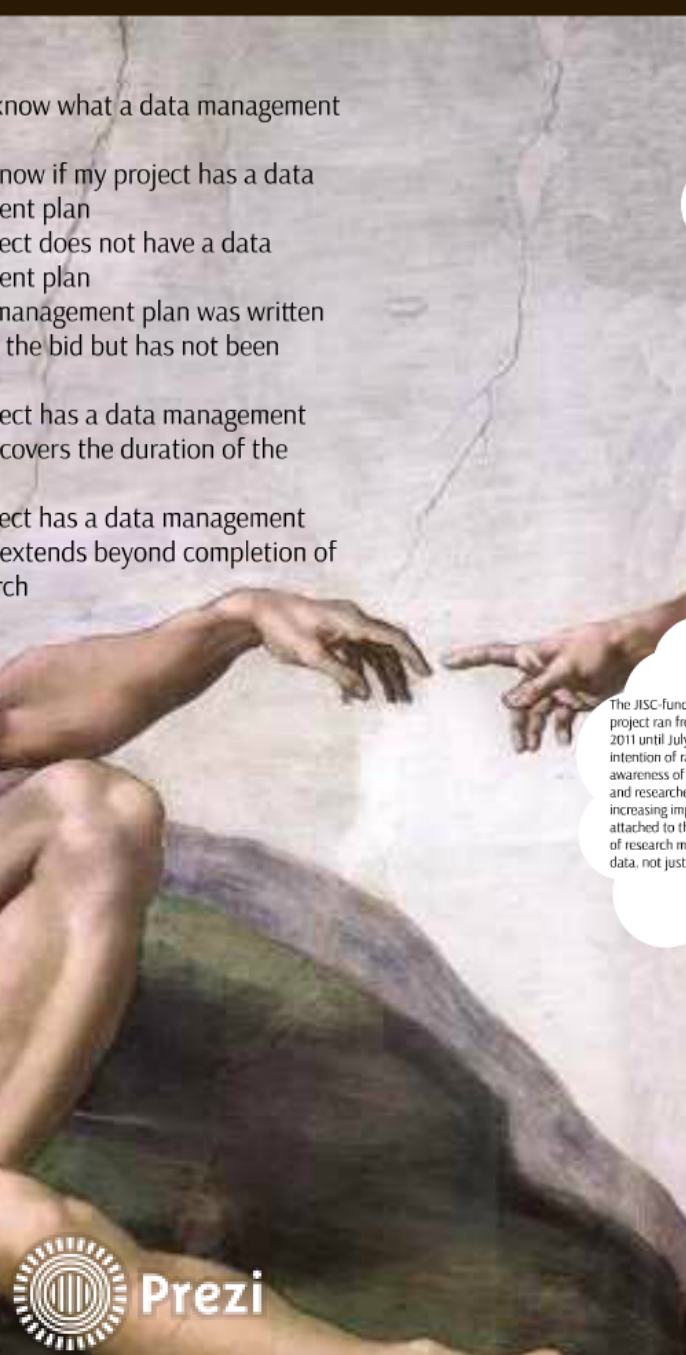 know what a data management
now if my project has a data
ent plan
ect does not have a data
ent plan
management plan was written
the bid but has not been
ect has a data management
covers the duration of the
ect has a data management
extends beyond completion of
rch
The JISC-func
project ran fr
2011 until July
intention of r
awareness of
and researche
increasing imp
attached to th
of research m
data, not just
Prezi